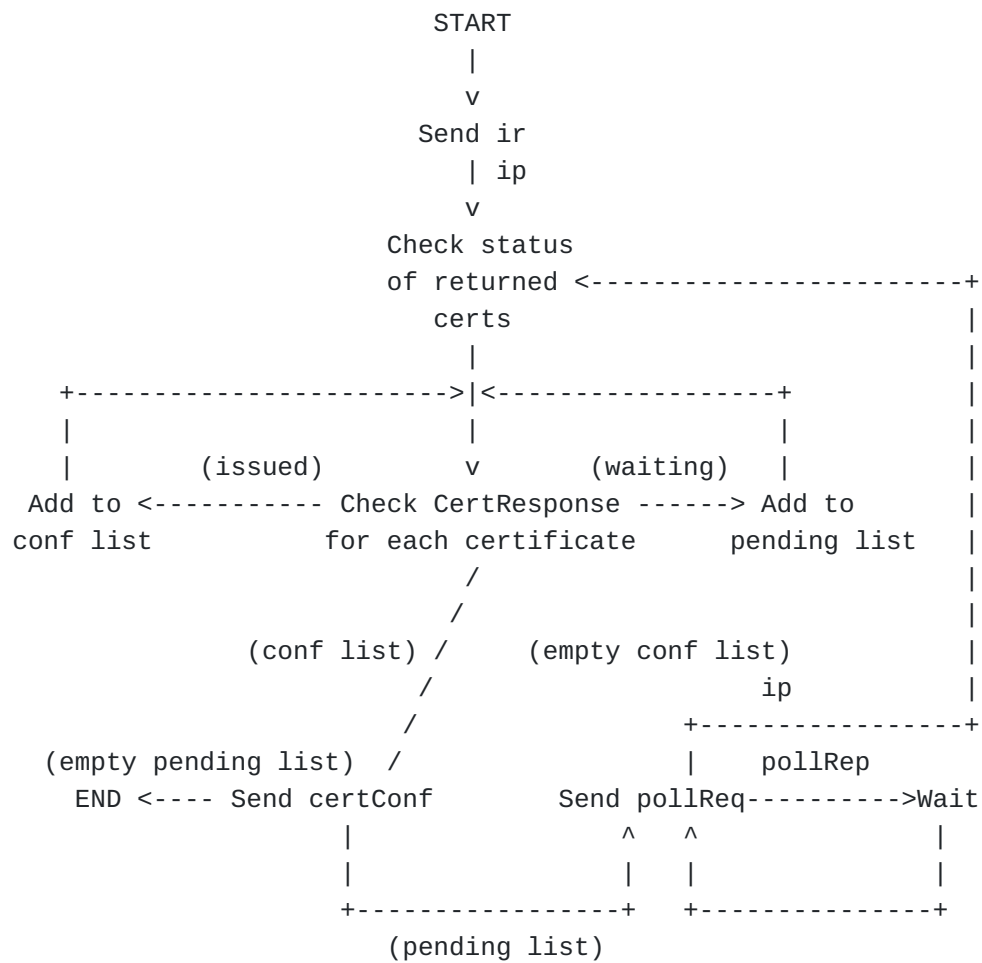 START
|
v
Send ir
| ip
v
Check status
of returned <------------------------+
certs |
| |
+------------------------>|<------------------+ |
| | | |
| (issued) v (waiting) | |
Add to <----------- Check CertResponse ------> Add to |
conf list for each certificate pending list |
/ |
/ |
(conf list) / (empty conf list) |
/ ip |
/ +-----------------+
(empty pending list) / | pollRep
END <---- Send certConf Send pollReq---------->Wait
| ^ ^ |
| | | |
+-----------------+ +---------------+
(pending list)